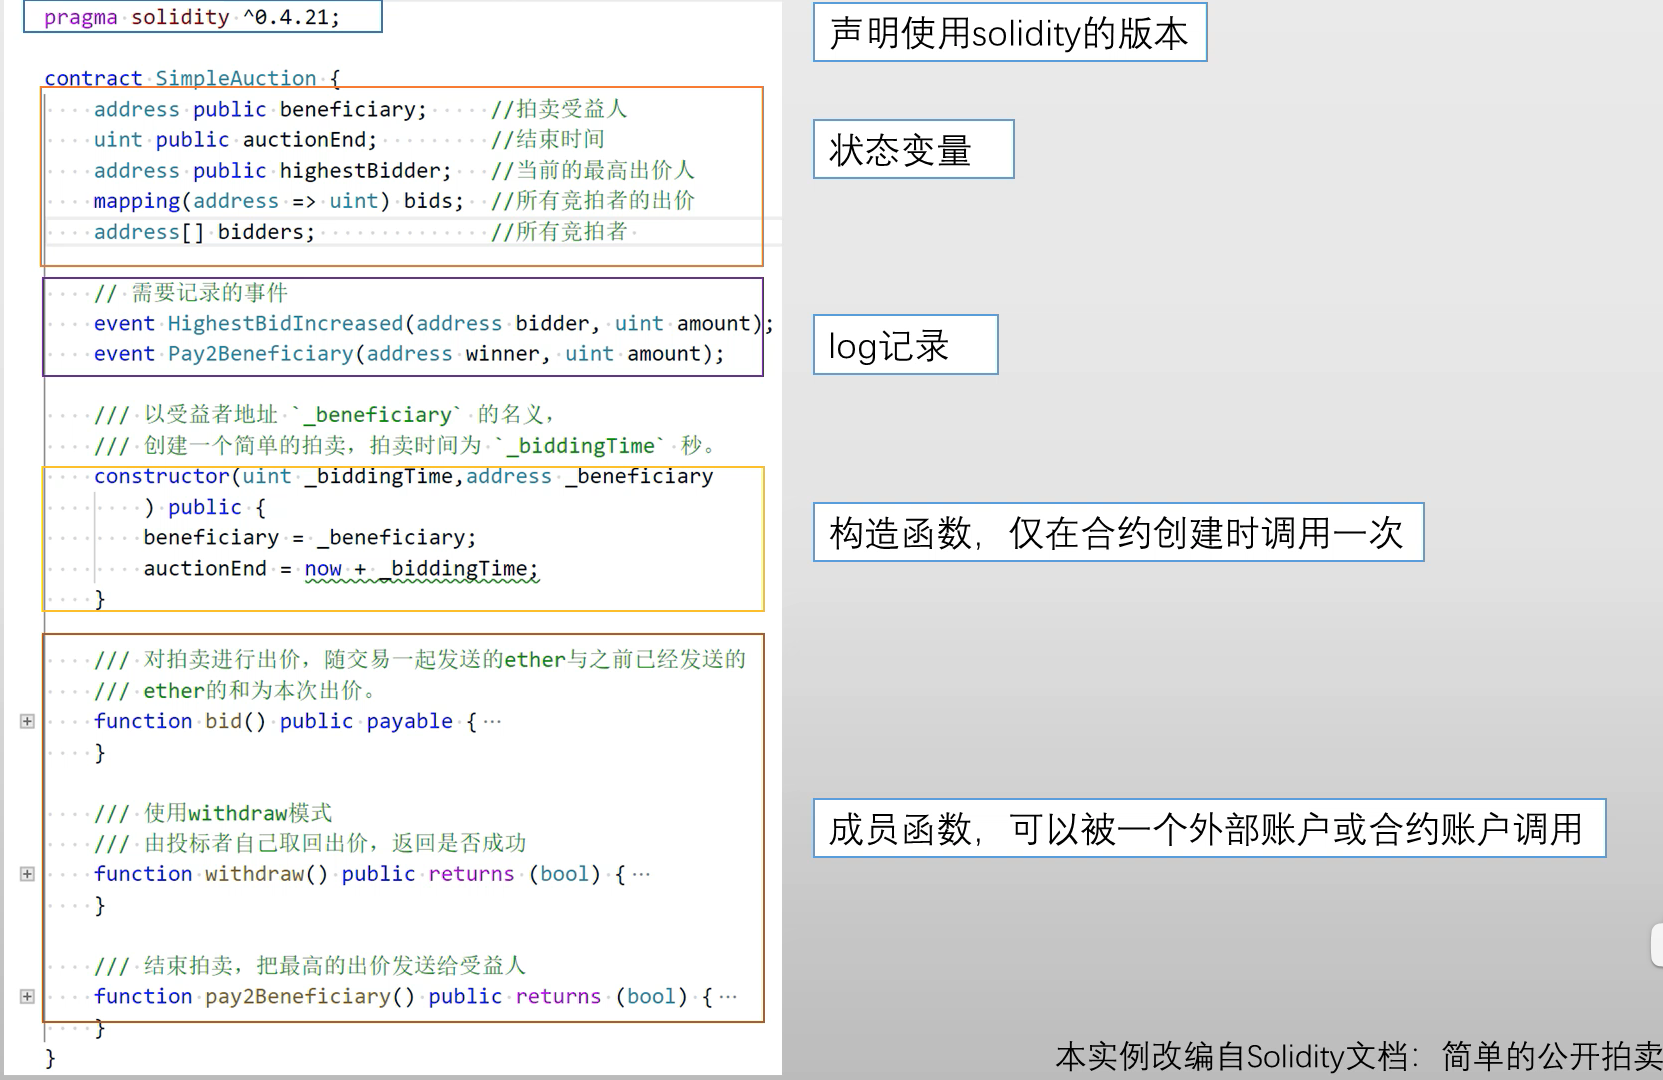 pragma solidity ^0.4.21;
声明使用solidity的版本
contract SimpleAuction {
address public beneficiary; //拍卖受益人
uint public auctionEnd; //结束时间
address public highestBidder; //当前的最高出价人
mapping(address => uint) bids; //所有竞拍者的出价
address[] bidders; //所有竞拍者
状态变量
// 需要记录的事件
event HighestBidIncreased(address bidder, uint amount);
event Pay2Beneficiary(address winner, uint amount);
log记录
/// 以受益者地址 `_beneficiary` 的名义，
/// 创建一个简单的拍卖，拍卖时间为 `_biddingTime` 秒。
constructor(uint _biddingTime,address _beneficiary
) public {
beneficiary = _beneficiary;
auctionEnd = now + _biddingTime;
}
构造函数，仅在合约创建时调用一次
/// 对拍卖进行出价，随交易一起发送的ether与之前已经发送的
/// ether的和为本次出价。
function bid() public payable { ···
}
/// 使用withdraw模式
/// 由投标者自己取回出价，返回是否成功
function withdraw() public returns (bool) { ···
}
成员函数，可以被一个外部账户或合约账户调用
/// 结束拍卖，把最高的出价发送给受益人
function pay2Beneficiary() public returns (bool) { ···
}
}
本实例改编自Solidity文档：简单的公开拍卖